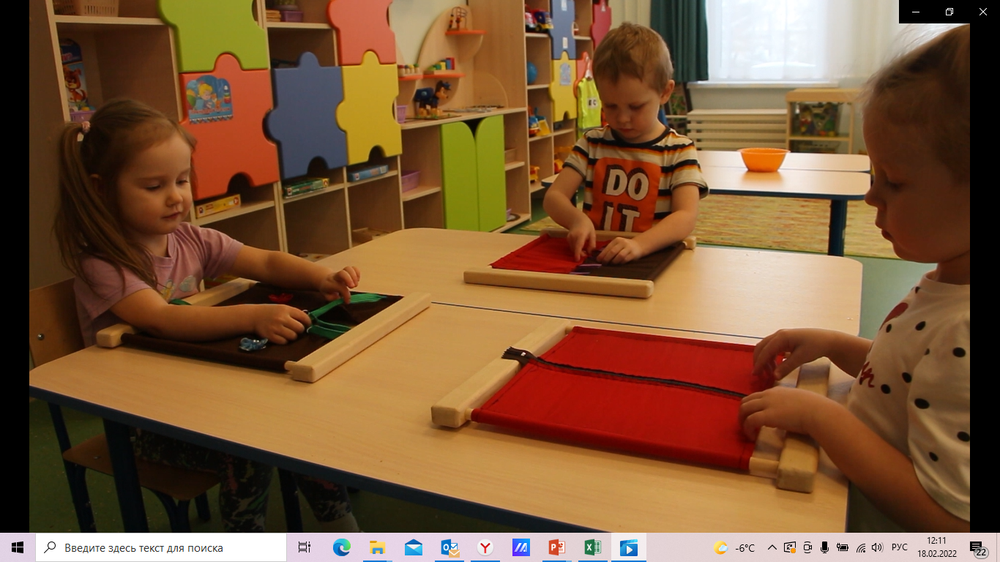 DO
IT
Введите здесь текст для поиска
-6°C
РУС
12:11
18.02.2022
22